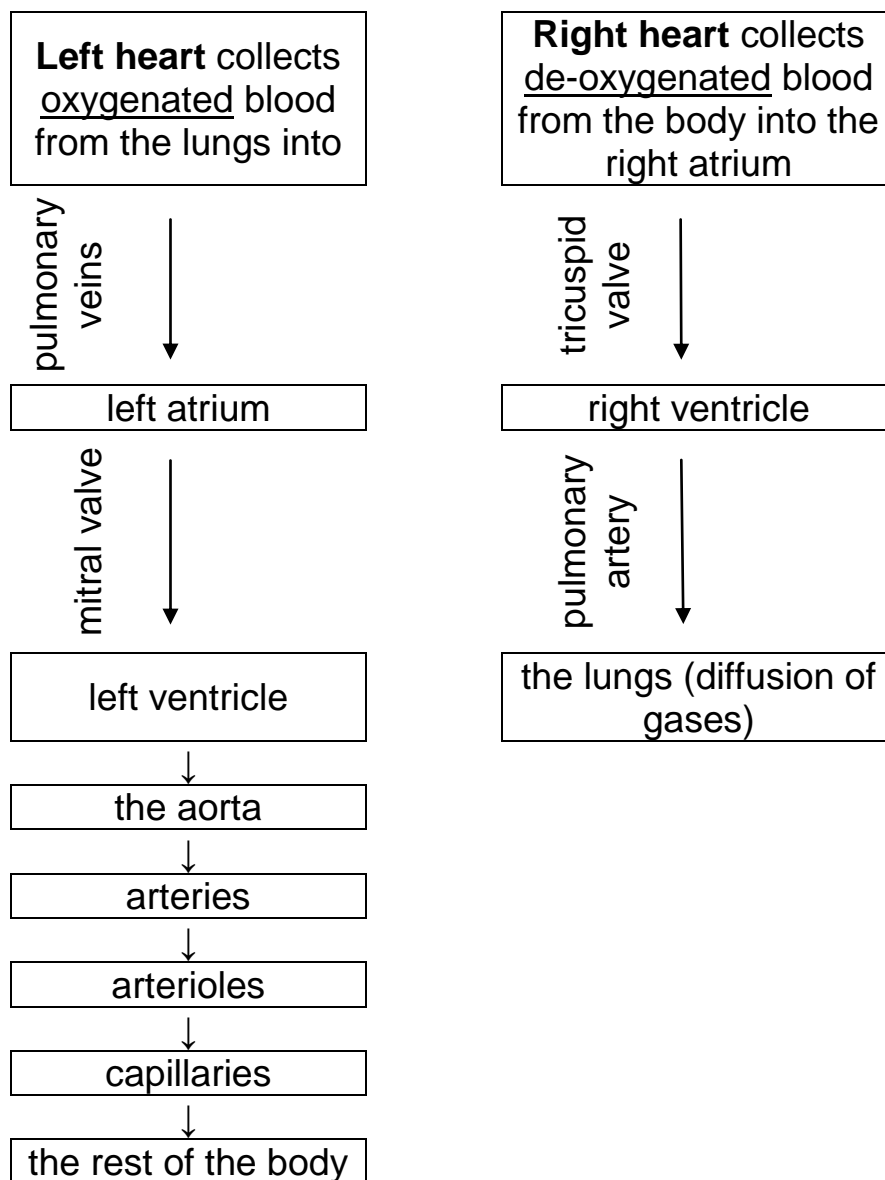 Left heart collects
oxygenated blood
from the lungs into
pulmonary
veins
left atrium
mitral valve
left ventricle
↓
the aorta
↓
arteries
↓
arterioles
↓
capillaries
↓
the rest of the body
Right heart collects
de-oxygenated blood
from the body into the
right atrium
tricuspid
valve
right ventricle
pulmonary
artery
the lungs (diffusion of
gases)